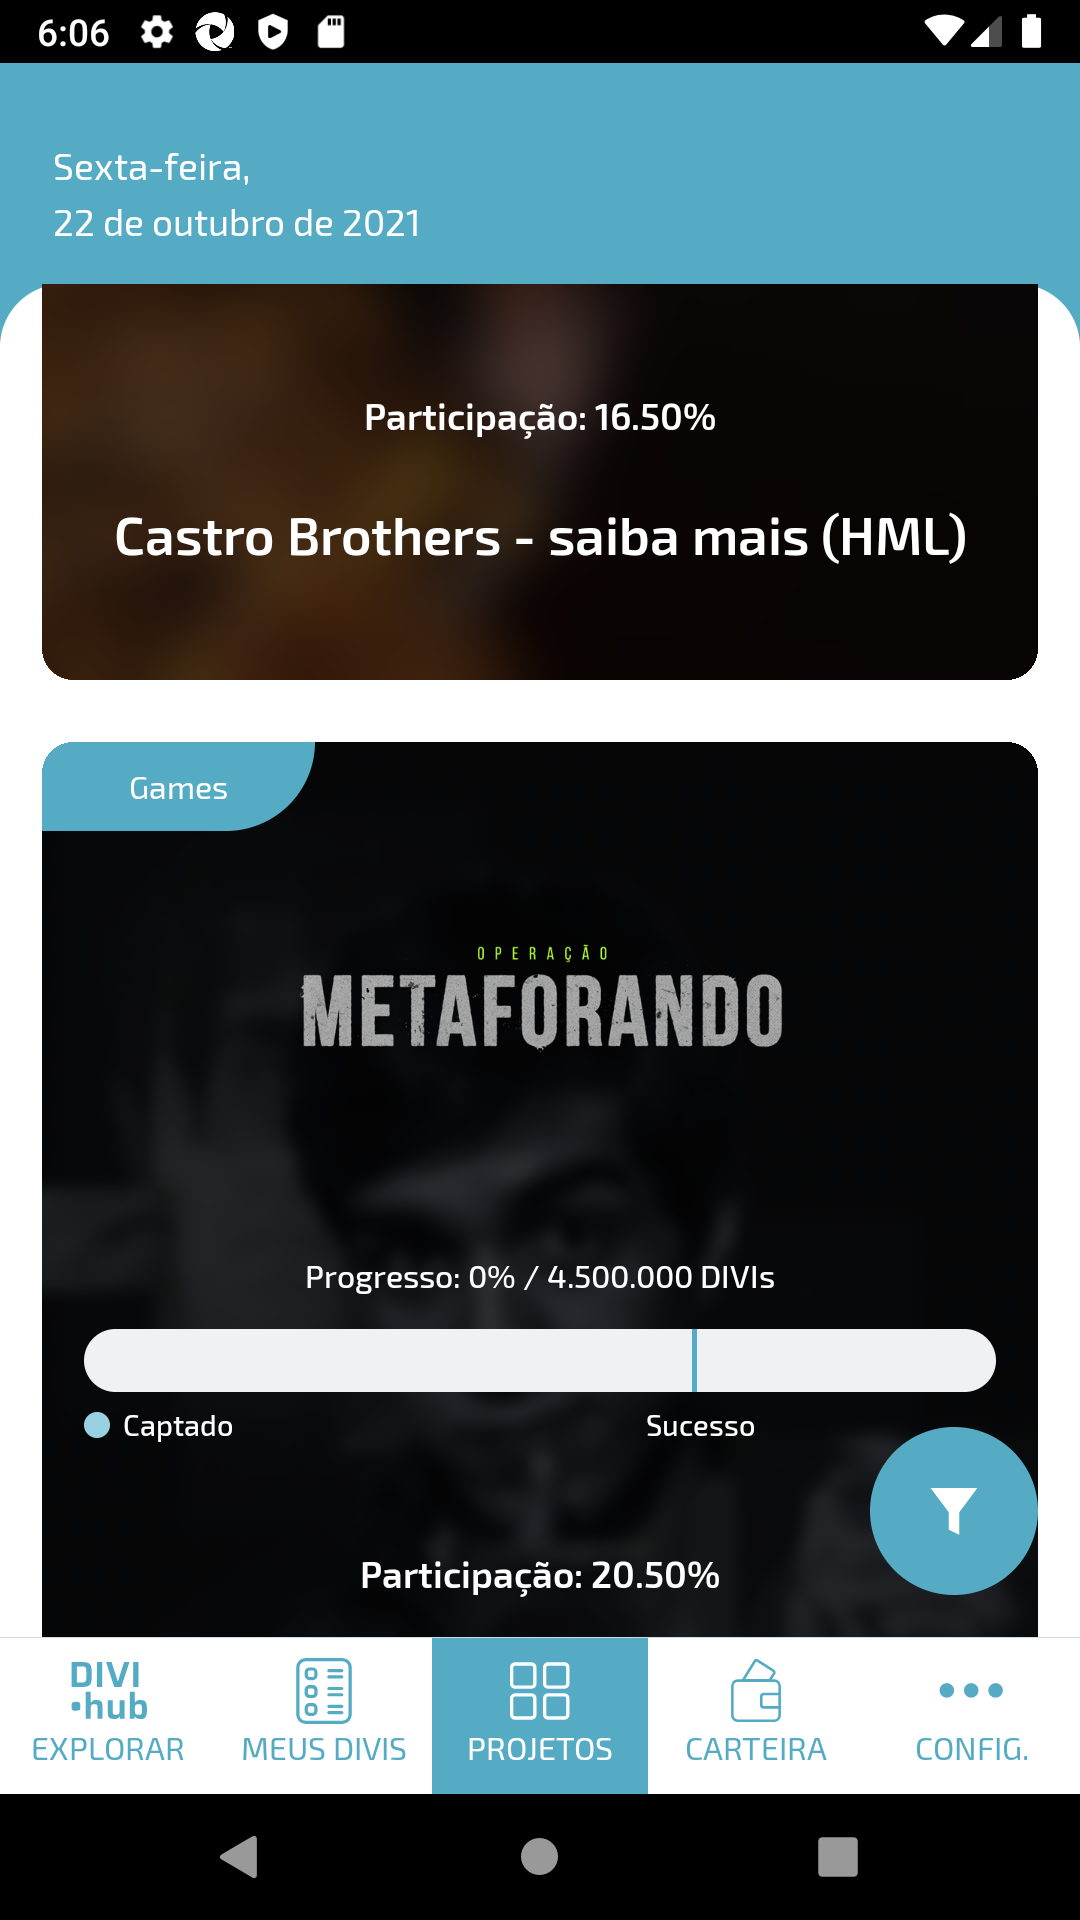 6:06
Sexta-feira,
22 de outubro de 2021
Participação: 16.50%
Castro Brothers - saiba mais (HML)
Games
OPERAÇÃO
METAFORANDO
Progresso: 0% / 4.500.000 DIVIs
Captado
Sucesso
Participação: 20.50%
DIVI
•hub
EXPLORAR
MEUS DIVIS
PROJETOS
CARTEIRA
CONFIG.